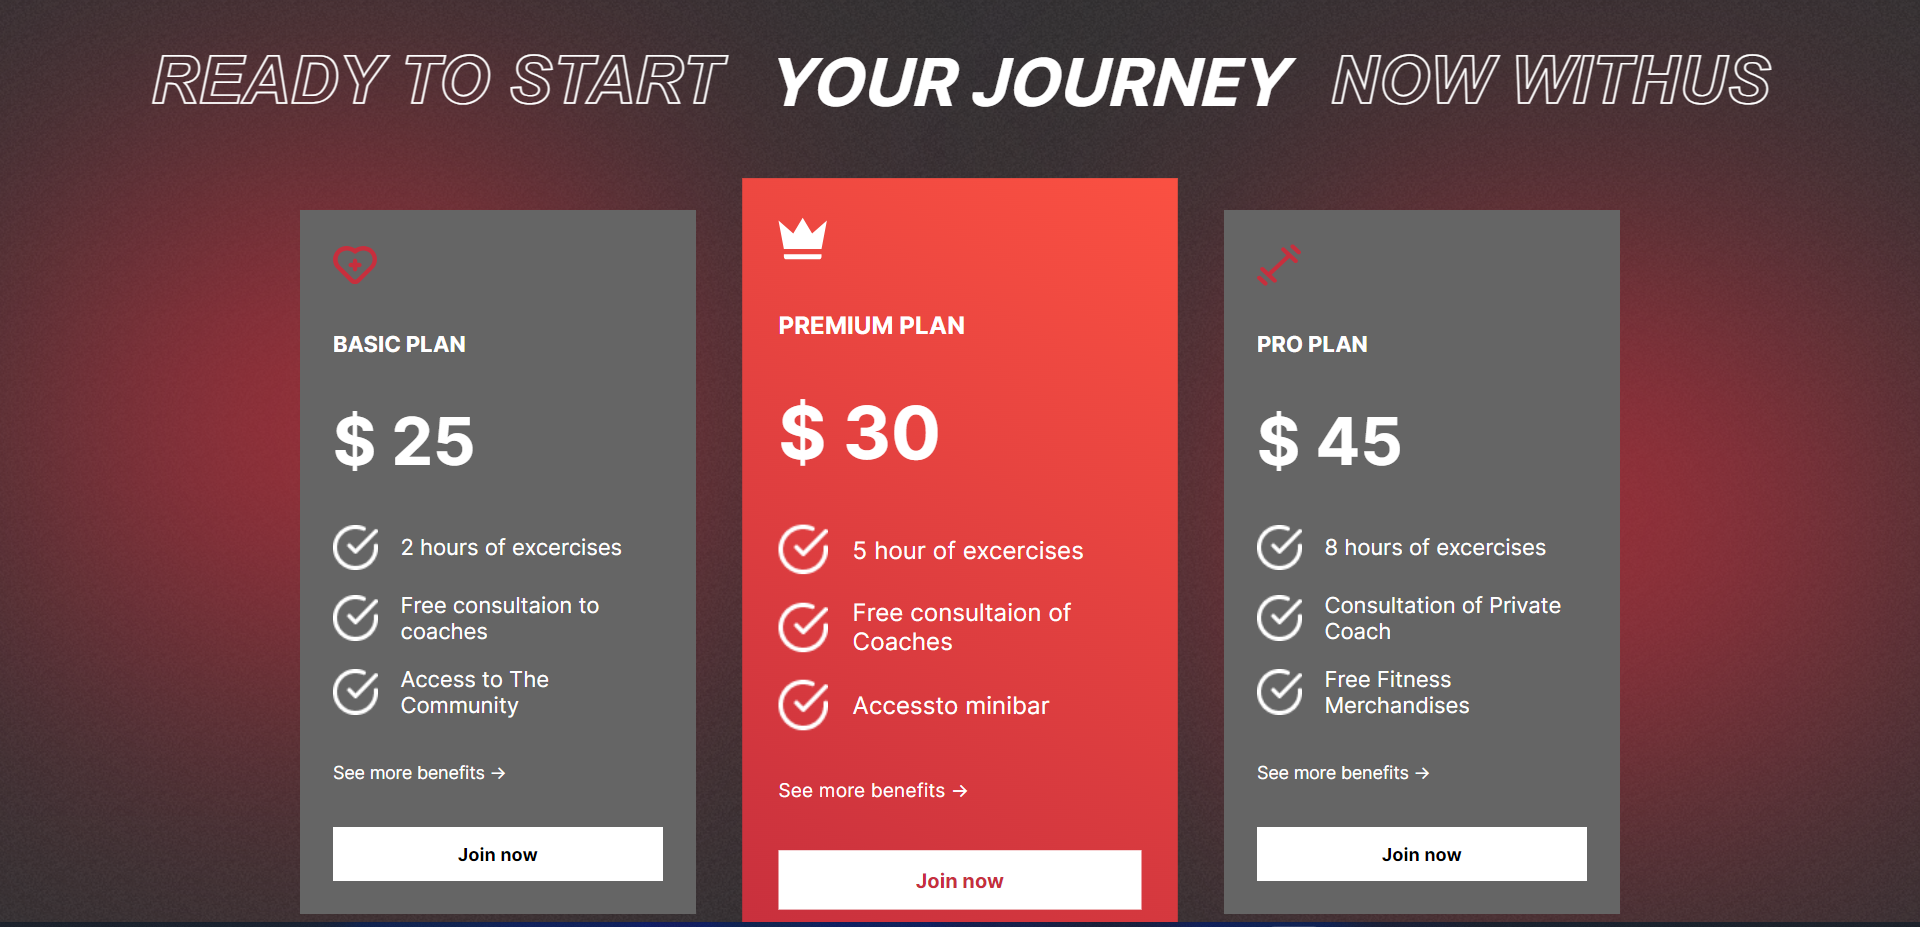 READY TO START YOUR JOURNEY NOW WITHUS
BASIC PLAN
$ 25
2 hours of excercises
Free consultaion to
coaches
Access to The
Community
See more benefits →
Join now
PREMIUM PLAN
$ 30
5 hour of excercises
Free consultaion of
Coaches
Accessto minibar
See more benefits →
Join now
PRO PLAN
$ 45
8 hours of excercises
Consultation of Private
Coach
Free Fitness
Merchandises
See more benefits →
Join now